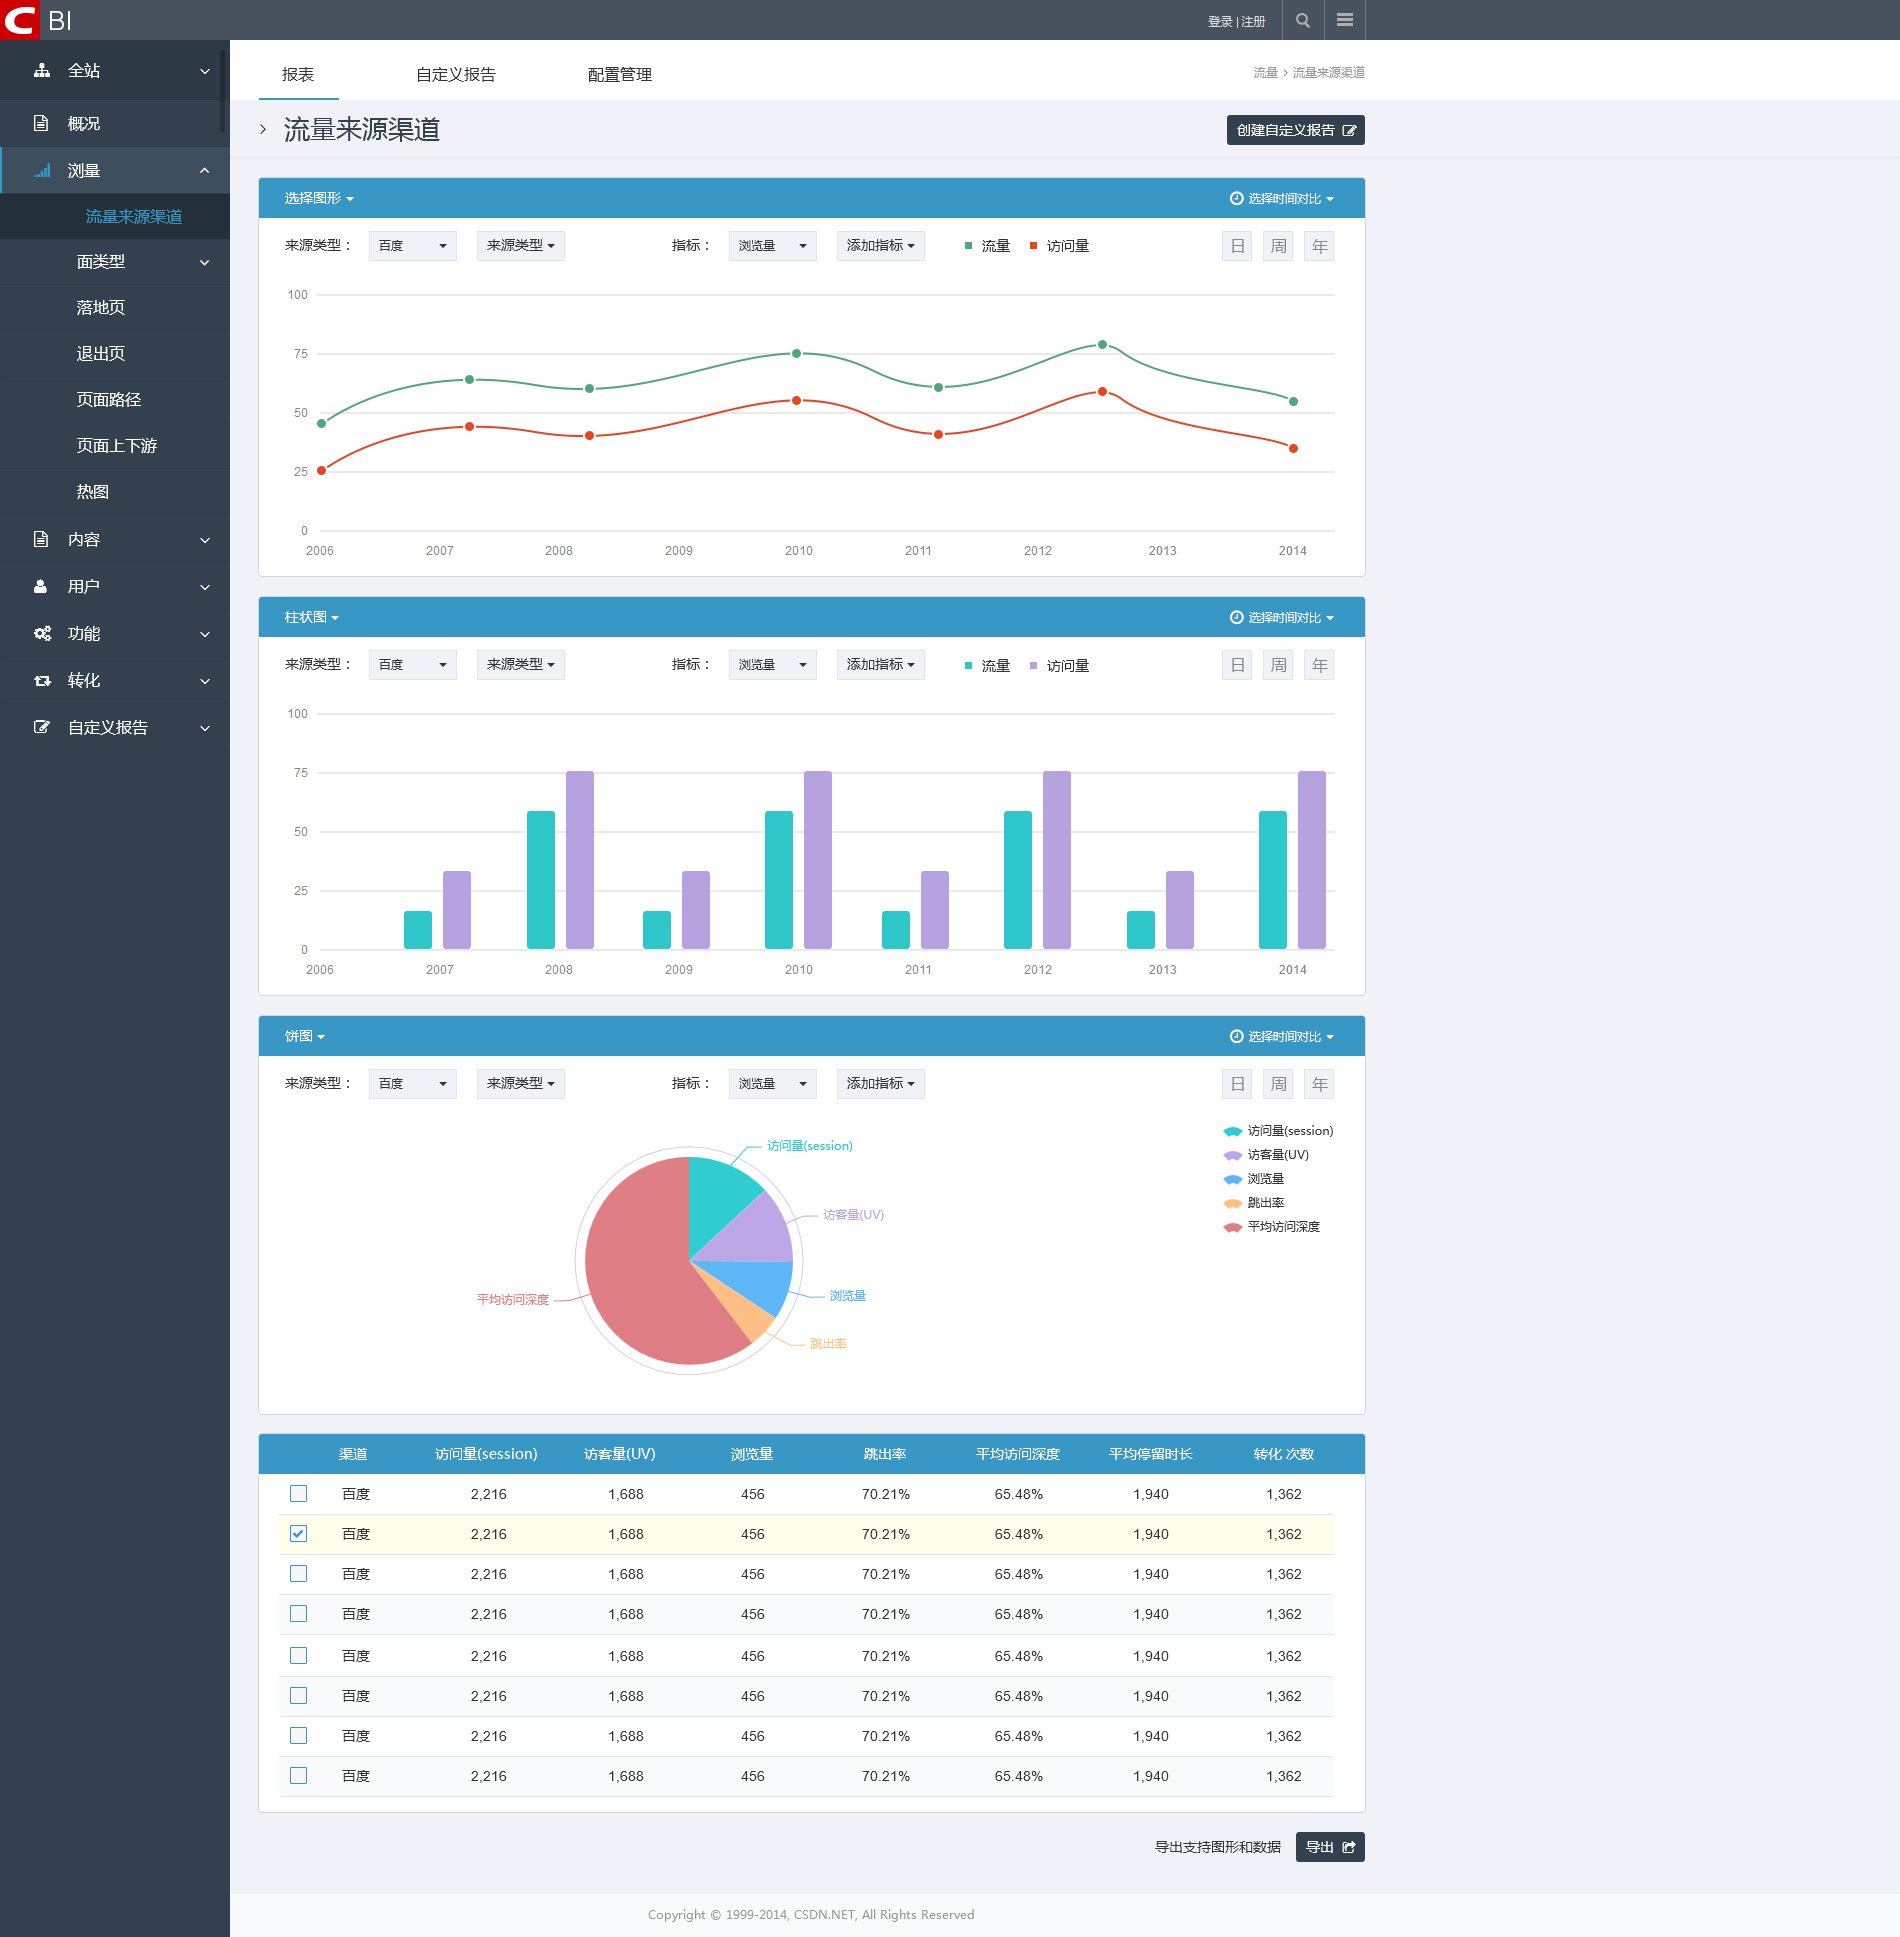 C BI
登录 | 注册
全站
概况
浏量
流量来源渠道
面类型
落地页
退出页
页面路径
页面上下游
热图
内容
用户
功能
转化
自定义报告
报表 自定义报告 配置管理
流量 > 流量来源渠道
流量来源渠道
创建自定义报告
选择图形 选择时间对比
来源类型： 百度 来源类型 指标： 浏览量 添加指标 流量 访问量 日 周 年
100
75
50
25
0
2006 2007 2008 2009 2010 2011 2012 2013 2014
柱状图 选择时间对比
来源类型： 百度 来源类型 指标： 浏览量 添加指标 流量 访问量 日 周 年
100
75
50
25
0
2006 2007 2008 2009 2010 2011 2012 2013 2014
饼图 选择时间对比
来源类型： 百度 来源类型 指标： 浏览量 添加指标 日 周 年
访问量(session)
访客量(UV)
浏览量
跳出率
平均访问深度
访问量(session)
访客量(UV)
浏览量
跳出率
平均访问深度
渠道 访问量(session) 访客量(UV) 浏览量 跳出率 平均访问深度 平均停留时长 转化 次数
百度 2,216 1,688 456 70.21% 65.48% 1,940 1,362
百度 2,216 1,688 456 70.21% 65.48% 1,940 1,362
百度 2,216 1,688 456 70.21% 65.48% 1,940 1,362
百度 2,216 1,688 456 70.21% 65.48% 1,940 1,362
百度 2,216 1,688 456 70.21% 65.48% 1,940 1,362
百度 2,216 1,688 456 70.21% 65.48% 1,940 1,362
百度 2,216 1,688 456 70.21% 65.48% 1,940 1,362
百度 2,216 1,688 456 70.21% 65.48% 1,940 1,362
导出支持图形和数据 导出
Copyright © 1999-2014, CSDN.NET, All Rights Reserved